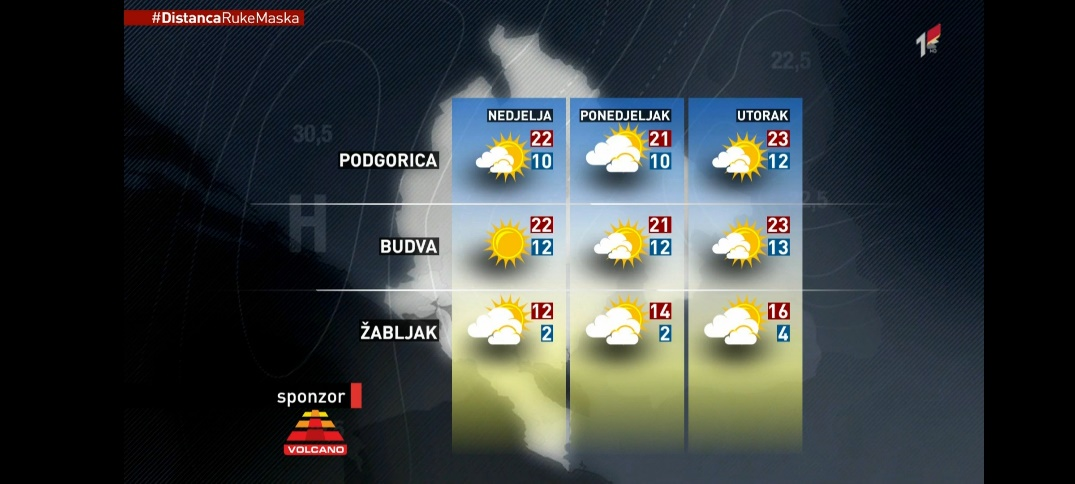 #DistancaRukeMaska
1
HD
22,5
30,5
NEDJELJA PONEDJELJAK UTORAK
PODGORICA 22 10 21 10 23 12
H
BUDVA 22 12 21 12 23 13
ŽABLJAK 12 2 14 2 16 4
sponzor
VOLCANO